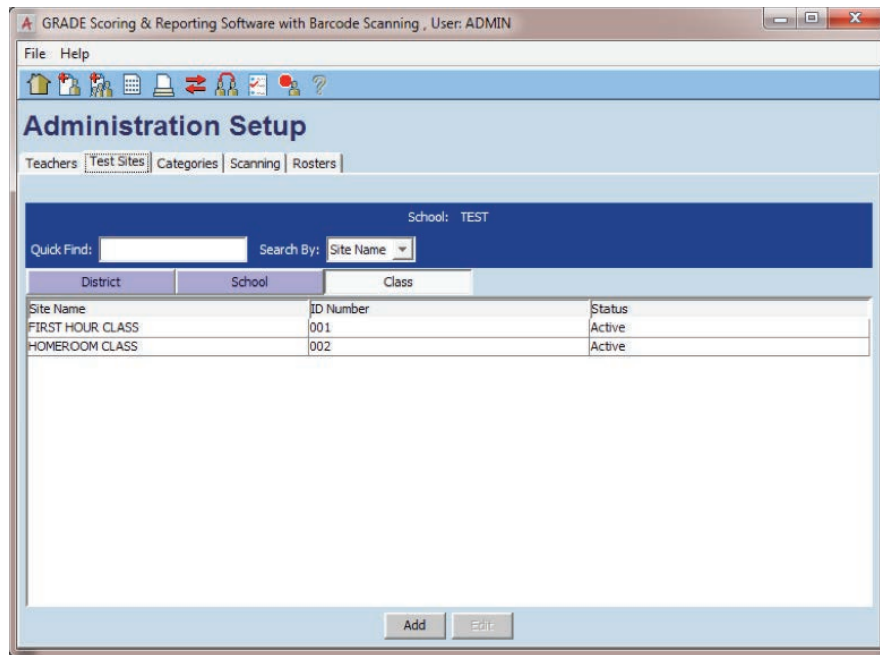 GRADE Scoring & Reporting Software with Barcode Scanning , User: ADMIN
File Help
Administration Setup
Teachers Test Sites Categories Scanning Rosters
School: TEST
Quick Find: Search By: Site Name
District School Class
Site Name ID Number Status
FIRST HOUR CLASS 001 Active
HOMEROOM CLASS 002 Active
Add Edit